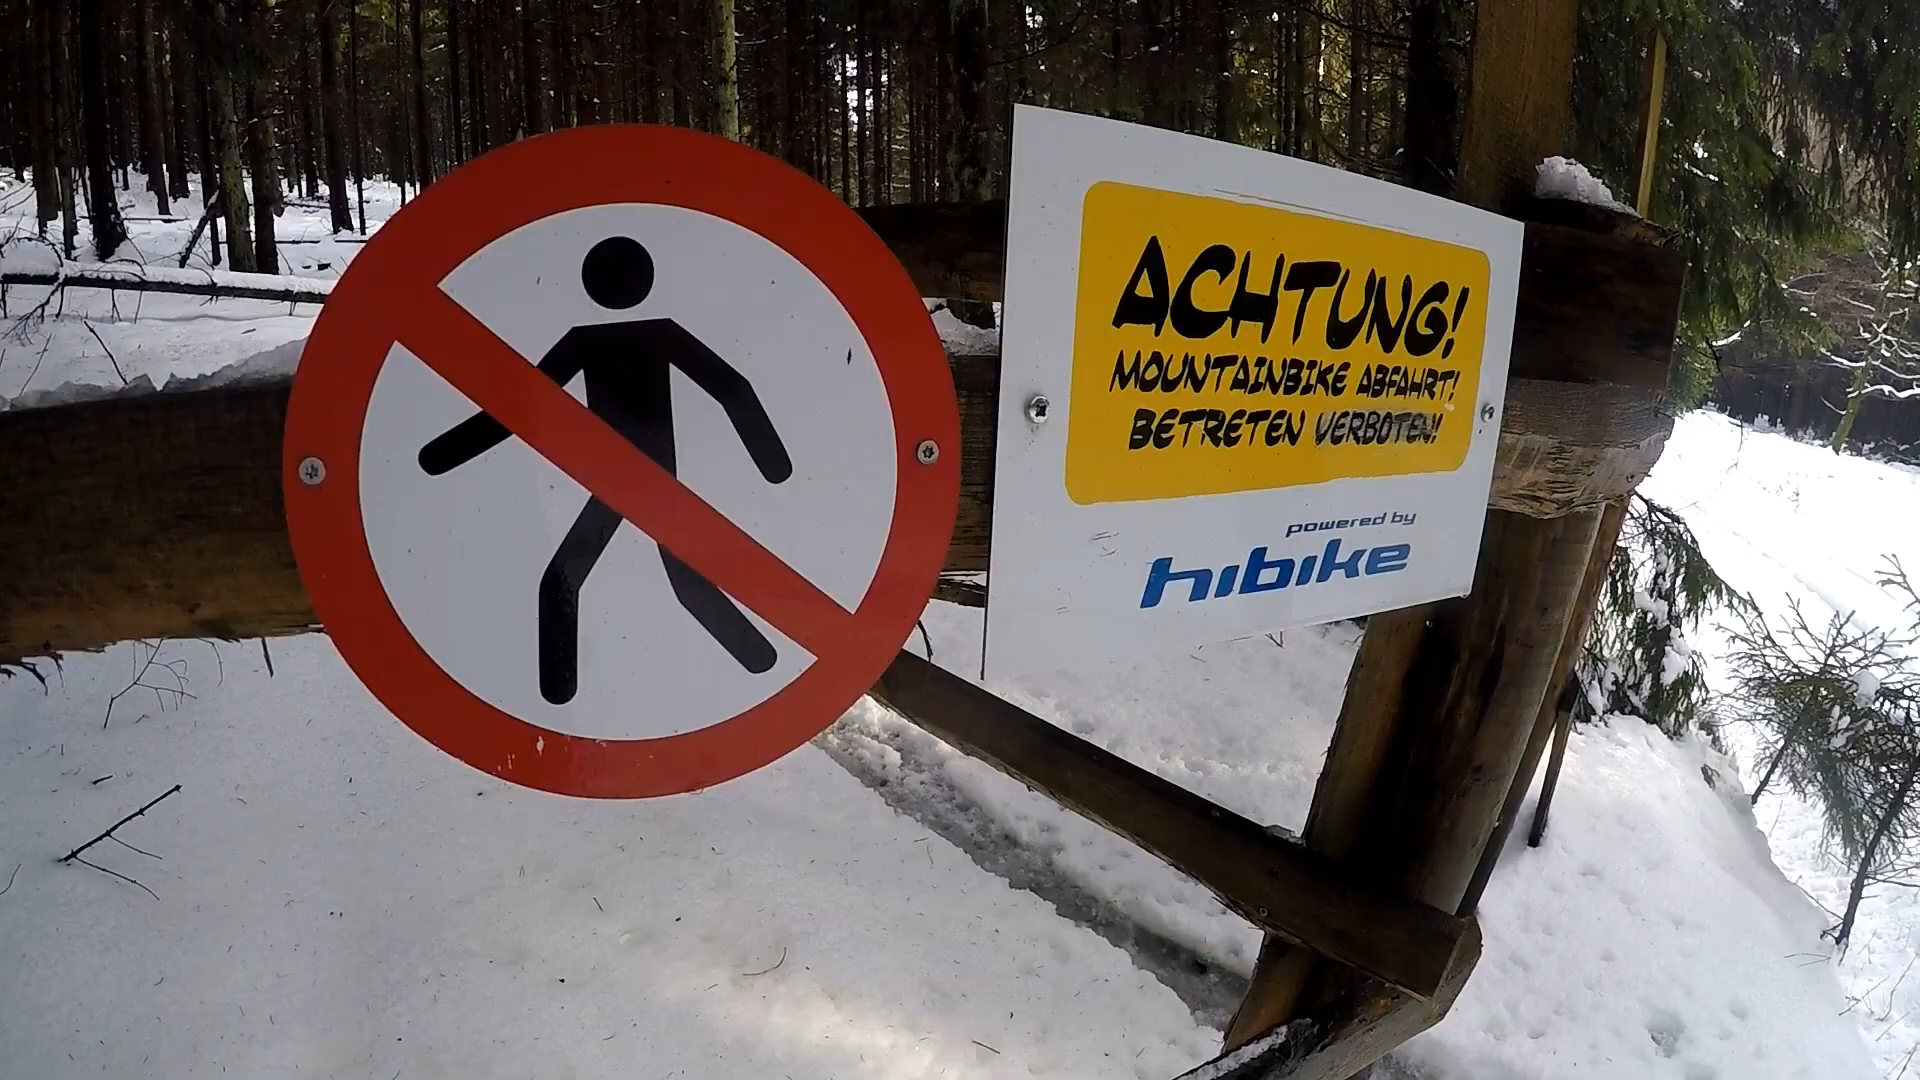 ACHTUNG!
MOUNTAINBIKE ABFAHRT!
BETRETEN VERBOTEN!
powered by
hibike